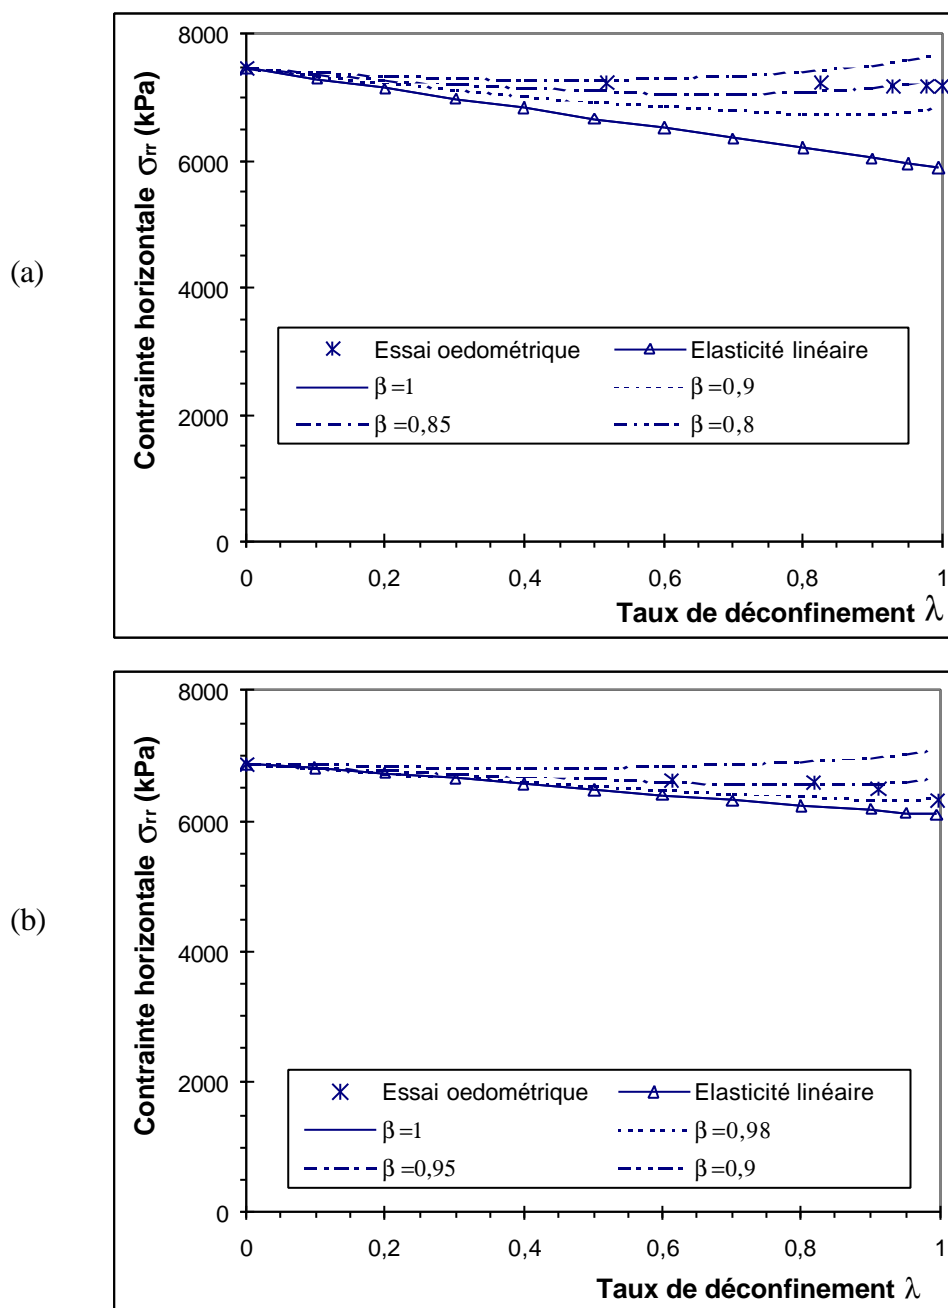 (a)
Contrainte horizontale σrr (kPa)
8000
6000
4000
2000
0
Essai oedométrique
Elasticité linéaire
β=1
β=0,9
β=0,85
β=0,8
0 0,2 0,4 0,6 0,8 1
Taux de déconfinement λ
(b)
Contrainte horizontale σrr (kPa)
8000
6000
4000
2000
0
Essai oedométrique
Elasticité linéaire
β=1
β=0,98
β=0,95
β=0,9
0 0,2 0,4 0,6 0,8 1
Taux de déconfinement λ